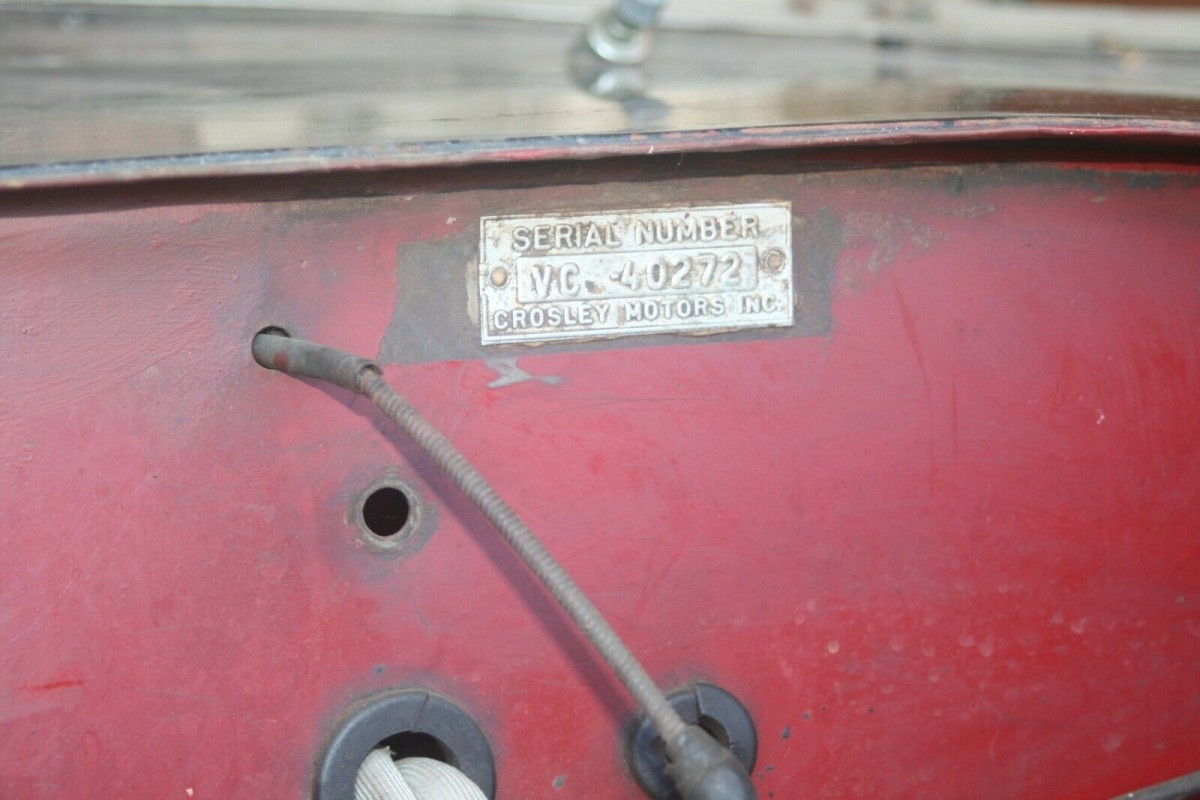 SERIAL NUMBER
VC 40272
CROSLEY MOTORS INC.